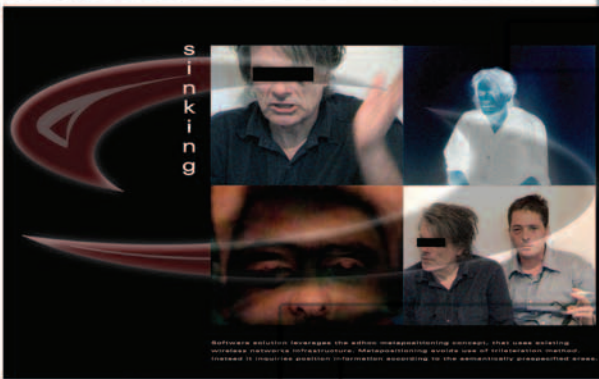 sinking
Software solution leverages the adhoc metapositioning concept, that uses existing
wireless networks infrastructure. Metapositioning avoids use of trilateration method.
Instead it inquiries position information according to the semantically prespecified areas.